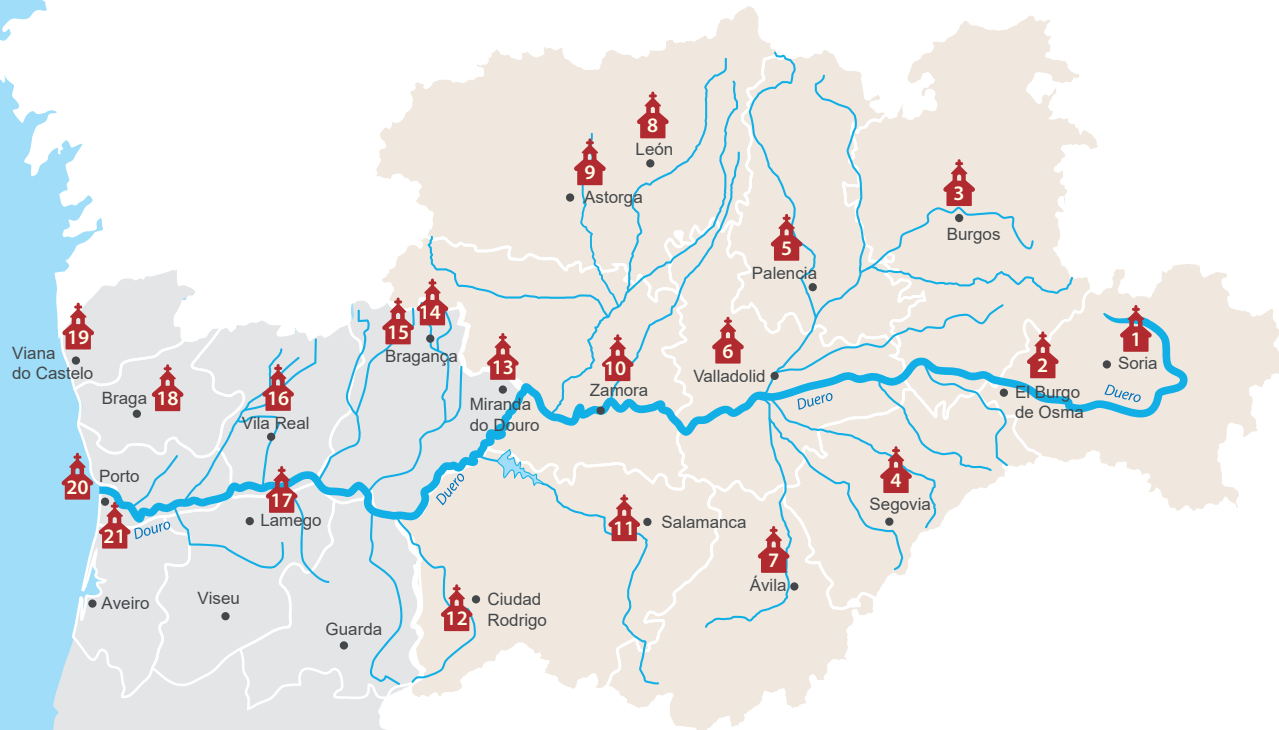 8
León
9
Astorga
3
Burgos
5
Palencia
14
15
Bragança
19
Viana
do Castelo
13
Miranda
do Douro
10
Zamora
6
Valladolid
1
Soria
2
El Burgo
de Osma
Duero
Duero
18
Braga
16
Vila Real
20
Porto
21
Douro
17
Lamego
Duero
4
Segovia
11
Salamanca
7
Ávila
12
Ciudad
Rodrigo
Aveiro
Viseu
Guarda